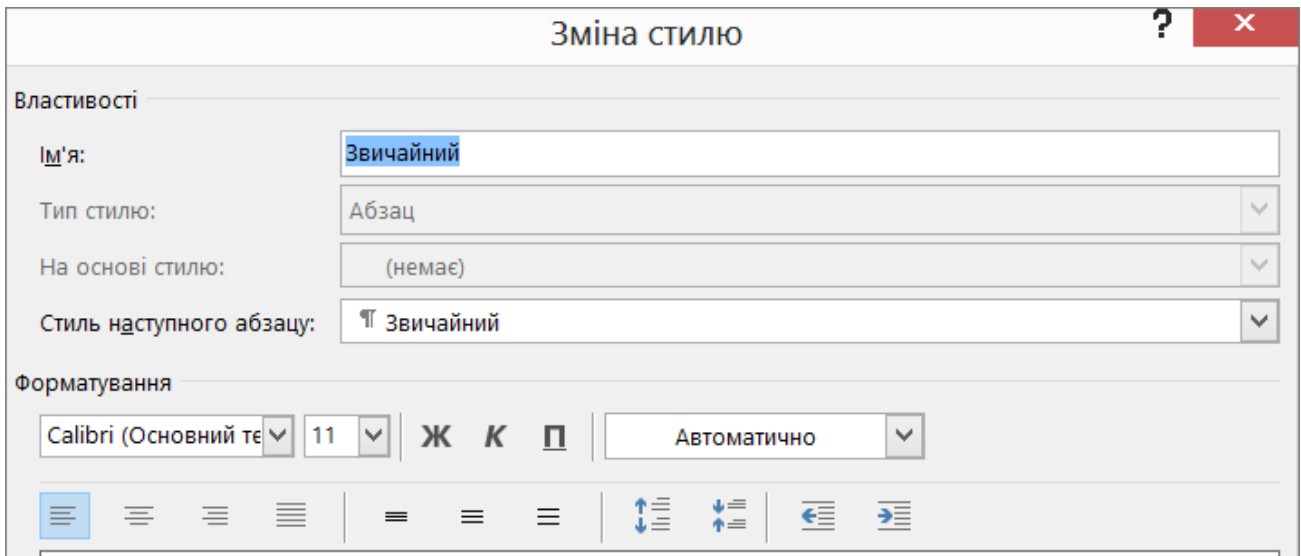 Зміна стилю
?
Властивості
Ім'я: Звичайний
Тип стилю: Абзац
На основі стилю: (немає)
Стиль наступного абзацу: ¶ Звичайний
Форматування
Calibri (Основний те 11 Ж К П Автоматично